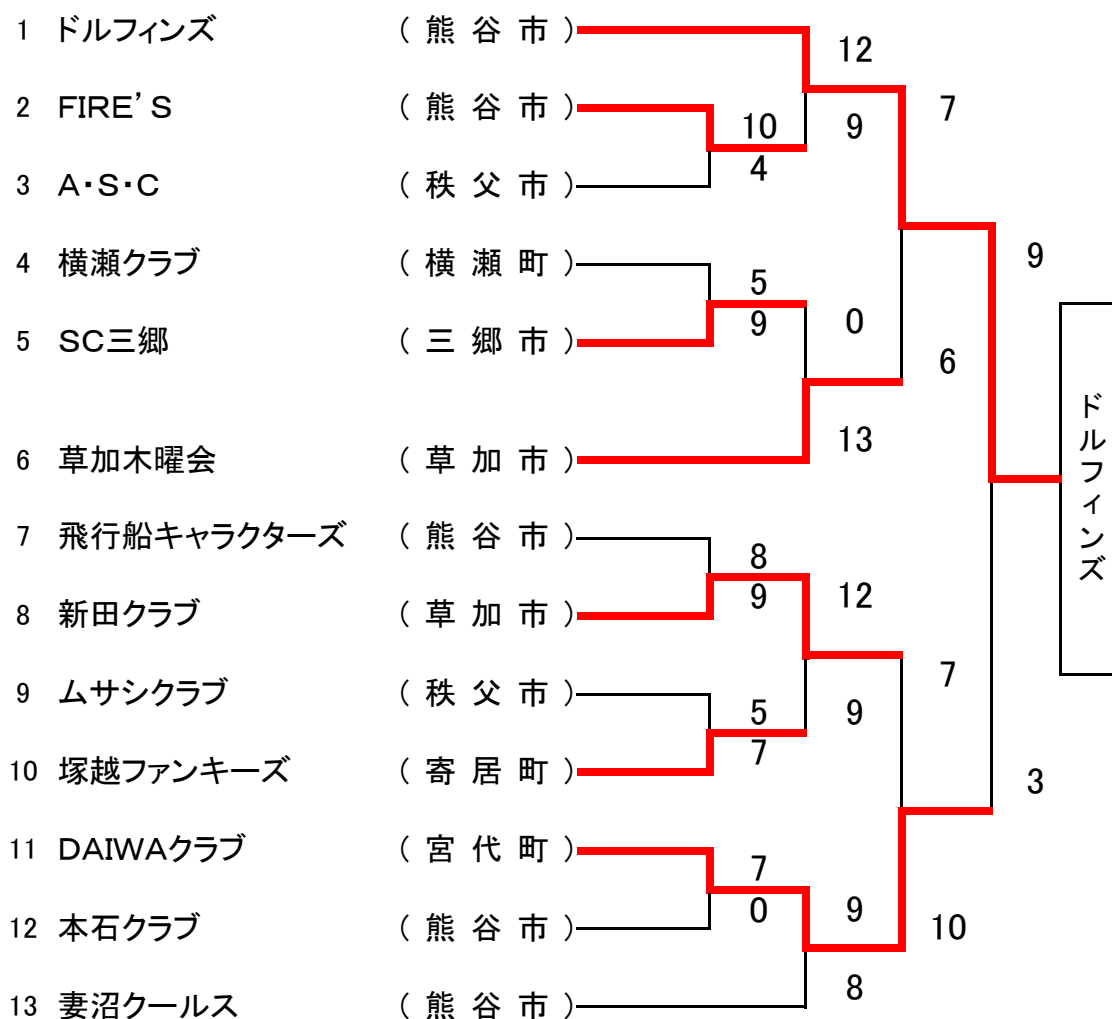 1 ドルフィンズ (熊谷市)
12
2 FIRE'S (熊谷市)
7
10
9
4
3 A・S・C (秩父市)
4 横瀬クラブ (横瀬町)
9
5
0
9
5 SC三郷 (三郷市)
6
13
6 草加木曜会 (草加市)
ドルフィンズ
7 飛行船キャラクターズ (熊谷市)
8
9
12
8 新田クラブ (草加市)
7
9 ムサシクラブ (秩父市)
5
9
7
10 塚越ファンキーズ (寄居町)
3
11 DAIWAクラブ (宮代町)
7
0
9
10
12 本石クラブ (熊谷市)
8
13 妻沼クールス (熊谷市)